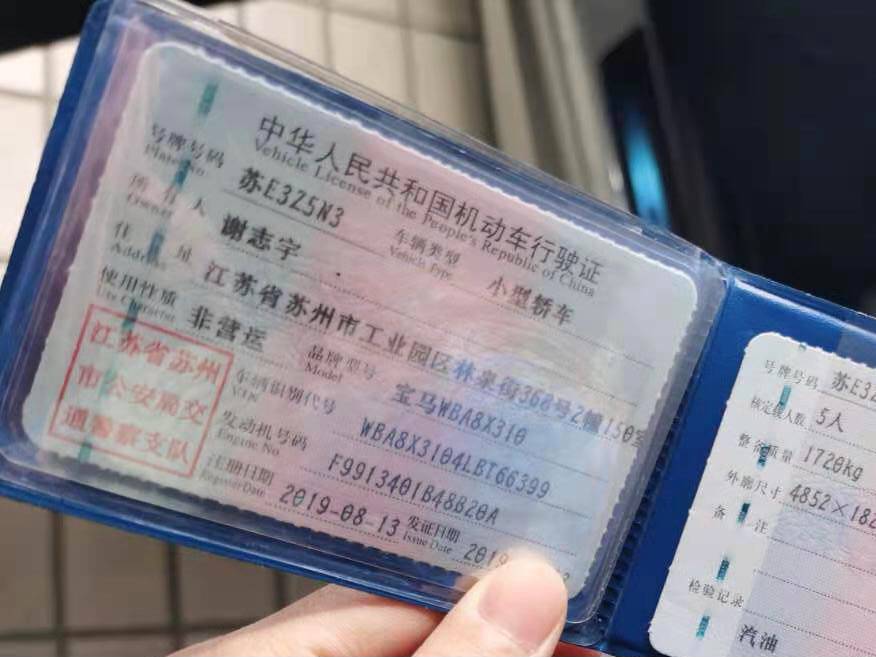 中华人民共和国机动车行驶证
Vehicle License of the People's Republic of China
号牌号码 苏E3Z5N3 车辆类型 小型轿车
Plate No Vehicle Type
所有人 谢志宇
Owner
住址 江苏省苏州市工业园区林泉街368号2幢150室
Address
使用性质 非营运 品牌型号 宝马WBA8X310
Use Character Model
车辆识别代号 WBA8X3104LBT66399
VIN
发动机号码 F9913401B48B20A
Engine No
注册日期 2019-08-13 发证日期 2019
Register Date Issue Date
江苏省苏州
市公安局交
通警察支队
号牌号码 苏E3Z
核定载人数 5人
整备质量 1720kg
外廓尺寸 4852×182
备注
检验记录
汽油